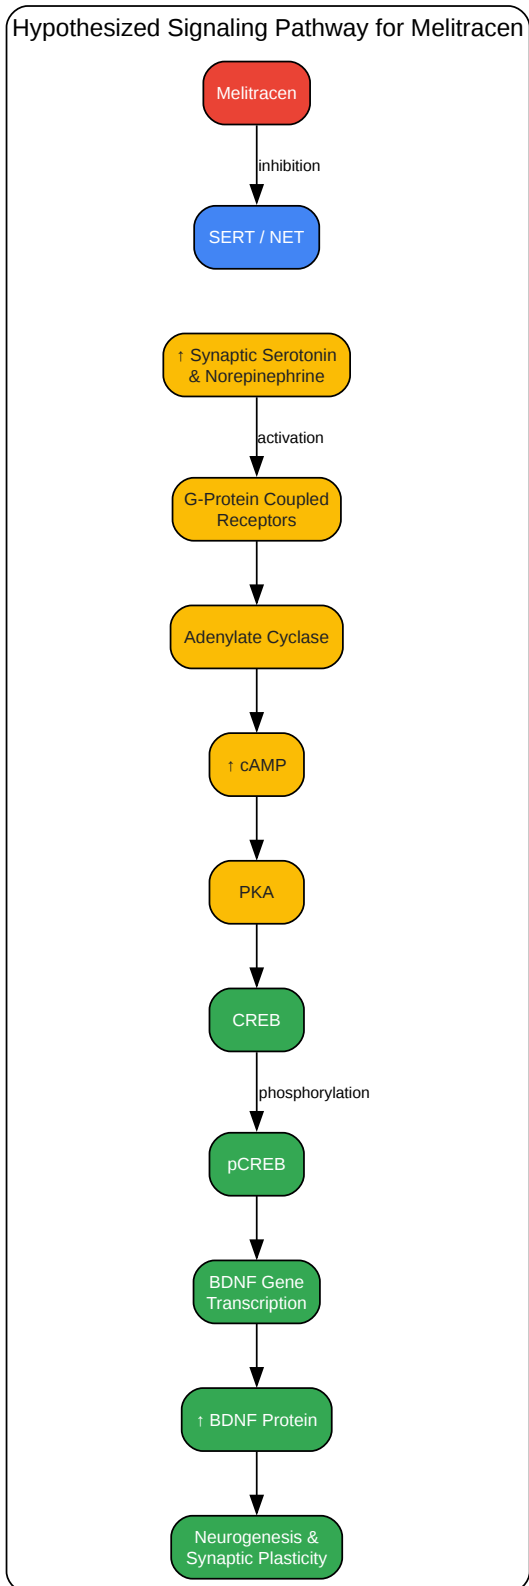 Hypothesized Signaling Pathway for Melitracen
Melitracen
inhibition
SERT / NET
↑ Synaptic Serotonin
& Norepinephrine
activation
G-Protein Coupled
Receptors
Adenylate Cyclase
↑ cAMP
PKA
CREB
phosphorylation
pCREB
BDNF Gene
Transcription
↑ BDNF Protein
Neurogenesis &
Synaptic Plasticity